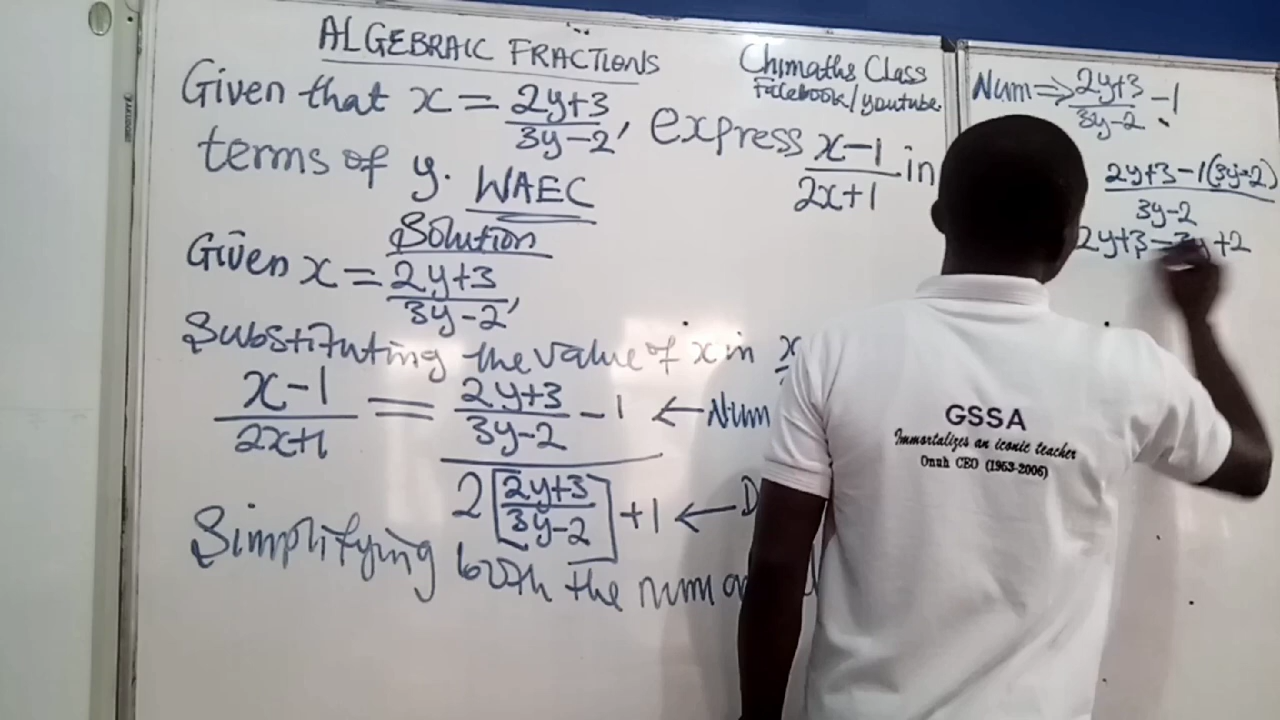 ALGEBRAIC FRACTIONS
Given that x = 2y+3/3y-2, express x-1/2x+1 in
terms of y. WAEC
Solution
Given x = 2y+3/3y-2,
Substituting the value of x in x
x-1/2x+1 = 2y+3/3y-2 - 1 ← Num
2[2y+3/3y-2] + 1 ← D
Simplifying both the num
Chimaths Class
Facebook/youtube
Num ⇒ 2y+3/3y-2 - 1
2y+3-1(3y-2)
3y-2
2y+3-3y+2
GSSA
Immortalizes an iconic teacher
Onuh CEO (1953-2006)